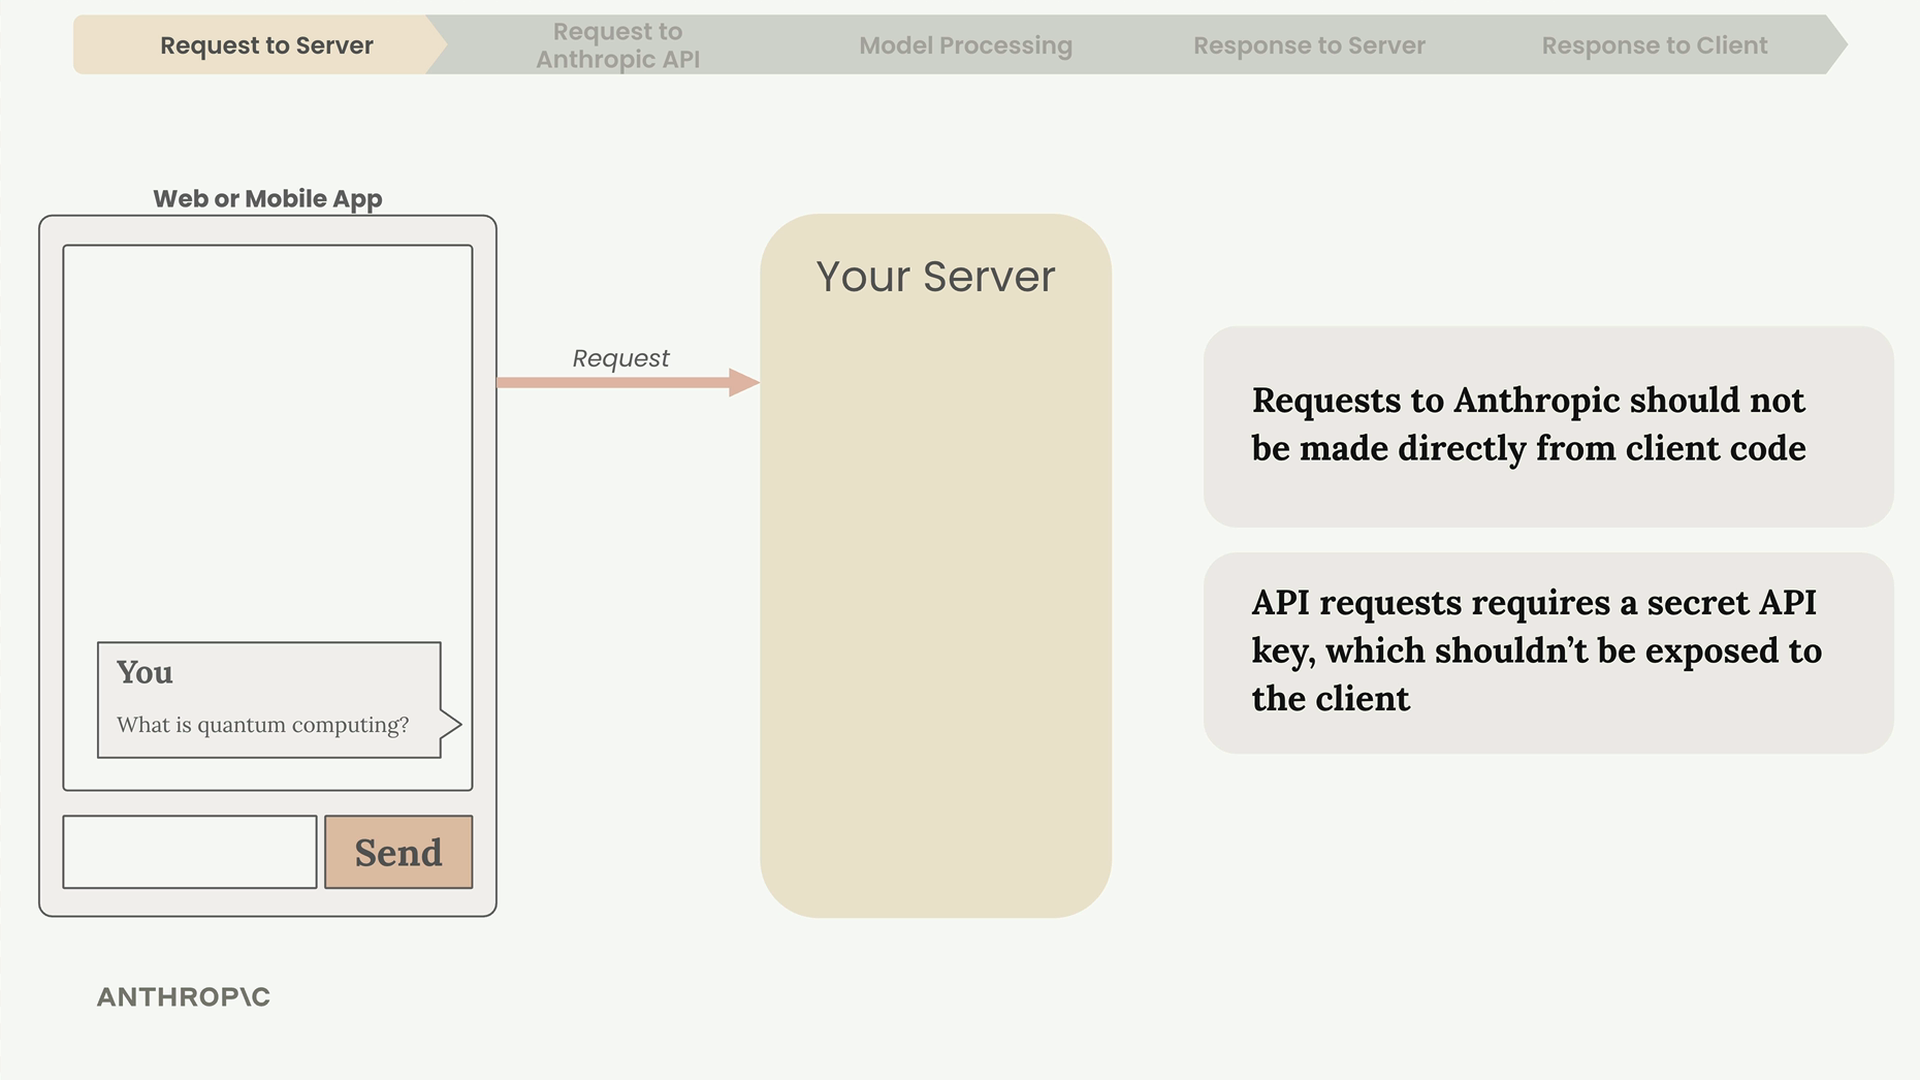 Request to Server
Request to
Anthropic API
Model Processing
Response to Server
Response to Client
Web or Mobile App
Your Server
Request
Requests to Anthropic should not
be made directly from client code
API requests requires a secret API
key, which shouldn’t be exposed to
the client
You
What is quantum computing?
Send
ANTHROP\C